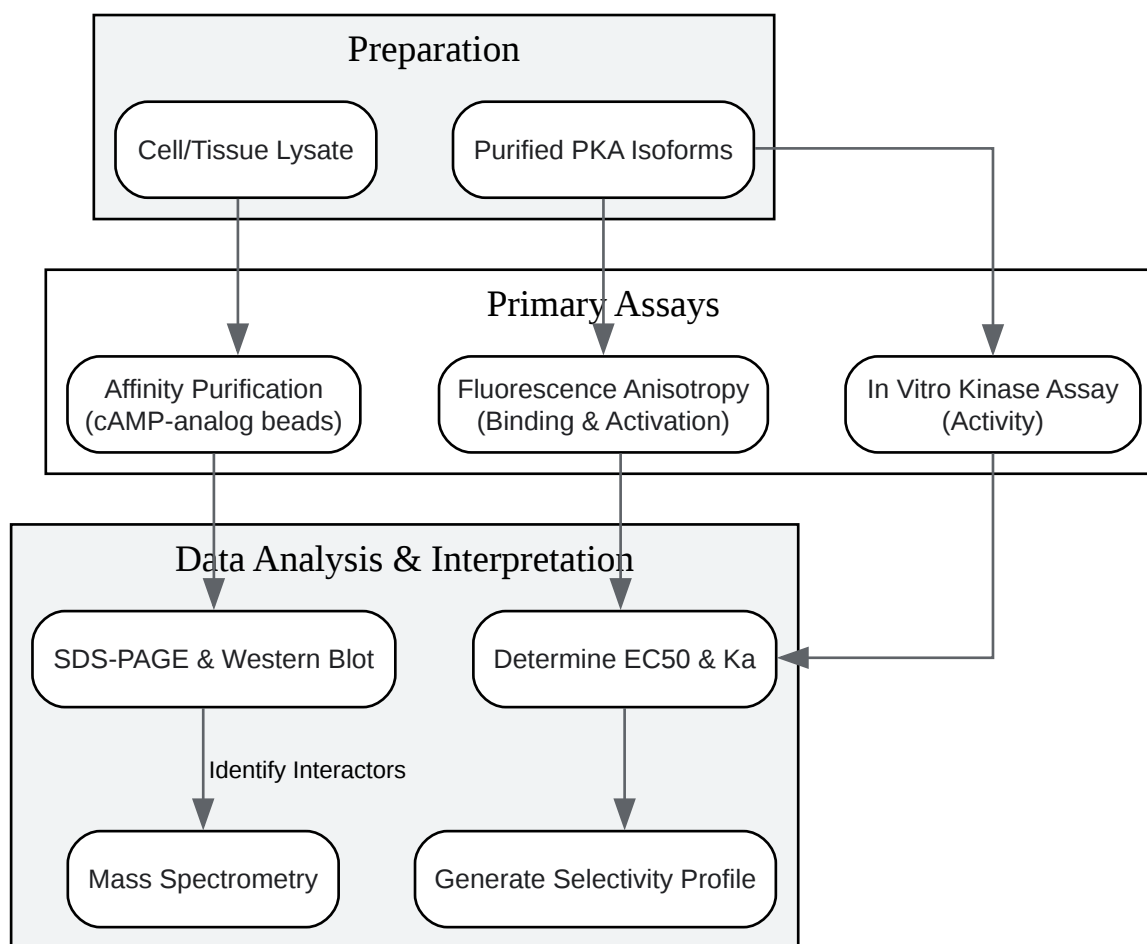 Preparation
Cell/Tissue Lysate
Purified PKA Isoforms
Primary Assays
Affinity Purification
(cAMP-analog beads)
Fluorescence Anisotropy
(Binding & Activation)
In Vitro Kinase Assay
(Activity)
Data Analysis & Interpretation
SDS-PAGE & Western Blot
Determine EC50 & Ka
Identify Interactors
Mass Spectrometry
Generate Selectivity Profile